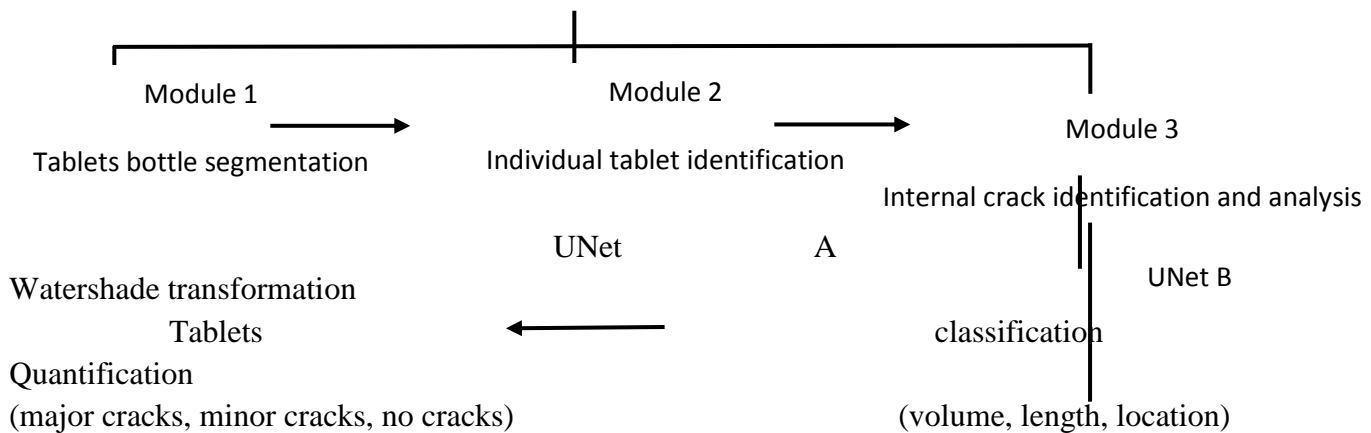 Module 1
Module 2
Module 3
Tablets bottle segmentation
Individual tablet identification
Internal crack identification and analysis
UNet A
UNet B
Watershade transformation
Tablets classification
Quantification
(major cracks, minor cracks, no cracks) (volume, length, location)